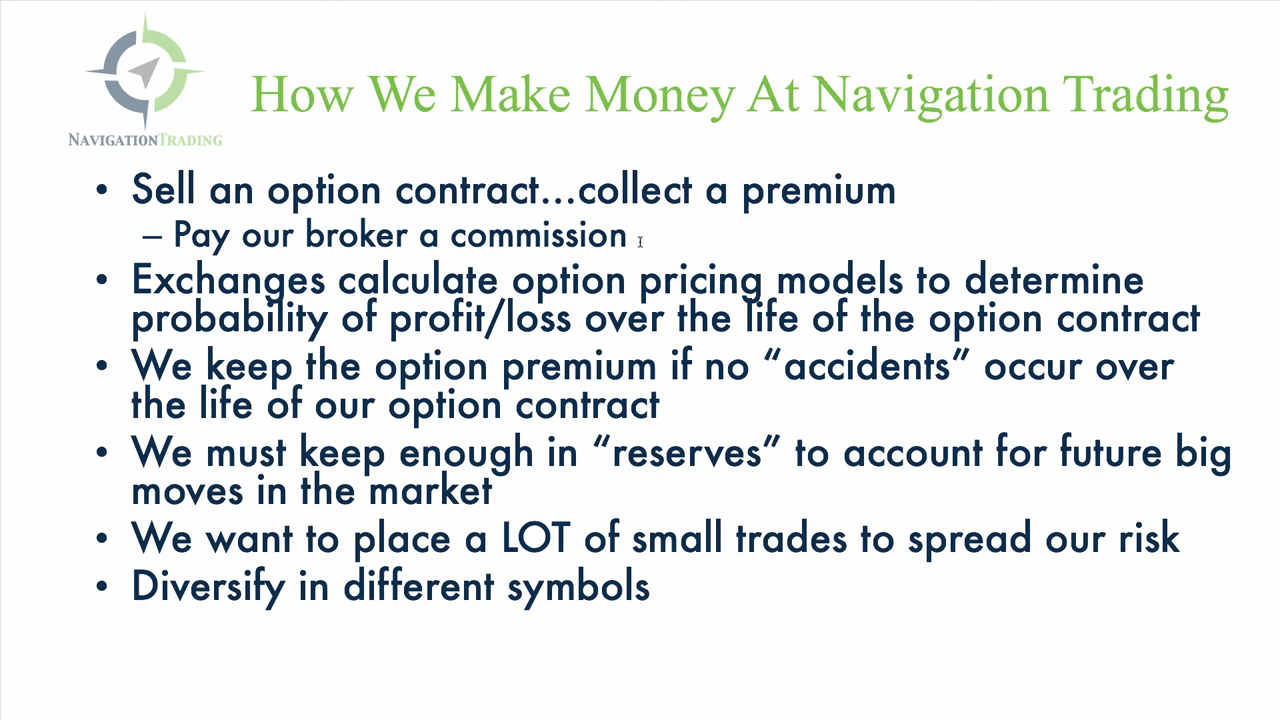 How We Make Money At Navigation Trading
NAVIGATIONTRADING
• Sell an option contract...collect a premium
– Pay our broker a commission
• Exchanges calculate option pricing models to determine
probability of profit/loss over the life of the option contract
• We keep the option premium if no “accidents” occur over
the life of our option contract
• We must keep enough in “reserves” to account for future big
moves in the market
• We want to place a LOT of small trades to spread our risk
• Diversify in different symbols